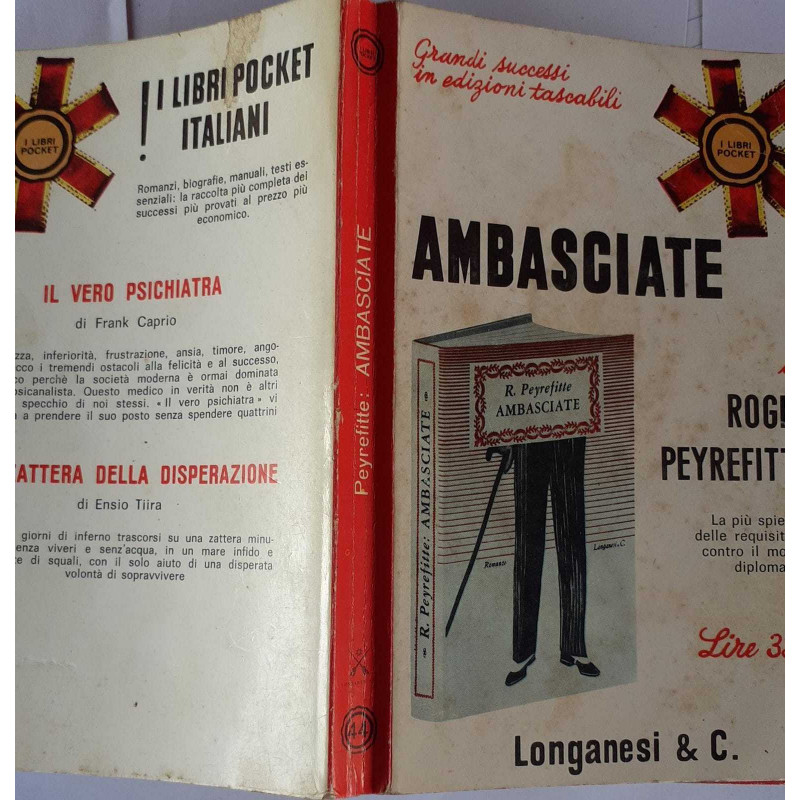 I LIBRI
POCKET
! I LIBRI POCKET
ITALIANI
Romanzi, biografie, manuali, testi es-
senziali: la raccolta più completa dei
successi più provati al prezzo più
economico.
IL VERO PSICHIATRA
di Frank Caprio
inferiorità, frustrazione, ansia, timore, ango-
i tremendi ostacoli alla felicità e al successo,
perchè la società moderna è ormai dominata
Questo medico in verità non è altri
specchio di noi stessi. « Il vero psichiatra » vi
a prendere il suo posto senza spendere quattrini
DELLA DISPERAZIONE
di Ensio Tiira
giorni di inferno trascorsi su una zattera minu-
viveri e senz'acqua, in un mare infido e
di squali, con il solo aiuto di una disperata
volontà di sopravvivere
Peyrefitte: AMBASCIATE
44
Grandi successi
in edizioni tascabili
I LIBRI
POCKET
AMBASCIATE
R. Peyrefitte
AMBASCIATE
R. Peyrefitte: AMBASCIATE
Romanzo
Longanesi & C.
PEYREFITT
La più
delle
contro il
Lire
Longanesi & C.